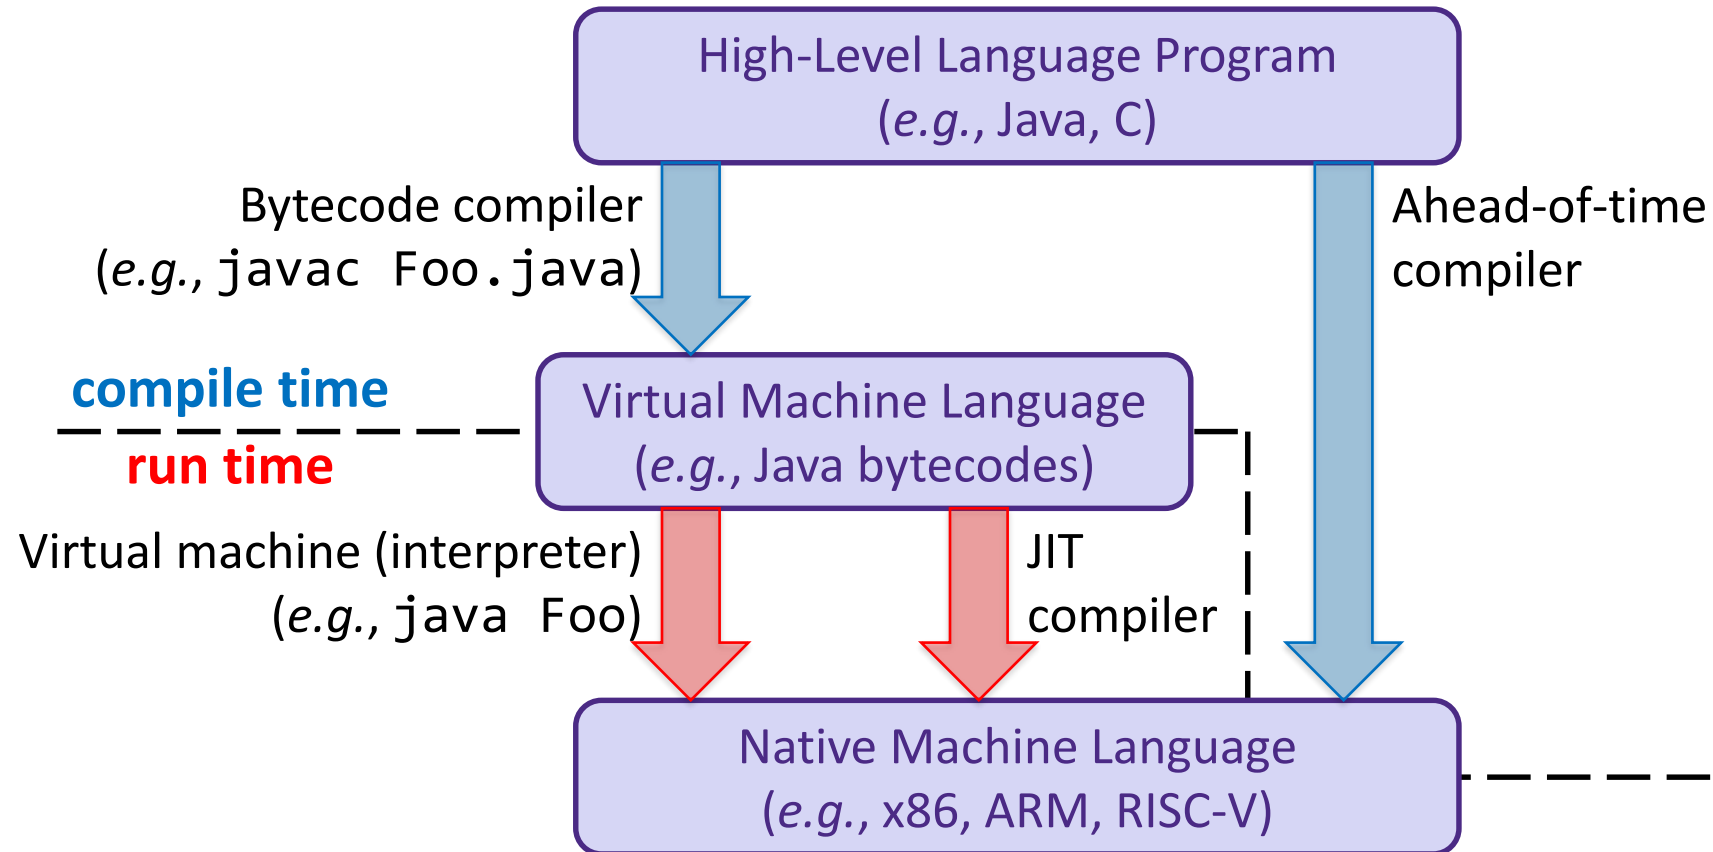 High-Level Language Program
(e.g., Java, C)
Bytecode compiler
(e.g., javac Foo.java)
Ahead-of-time
compiler
compile time
run time
Virtual Machine Language
(e.g., Java bytecodes)
Virtual machine (interpreter)
(e.g., java Foo)
JIT
compiler
Native Machine Language
(e.g., x86, ARM, RISC-V)